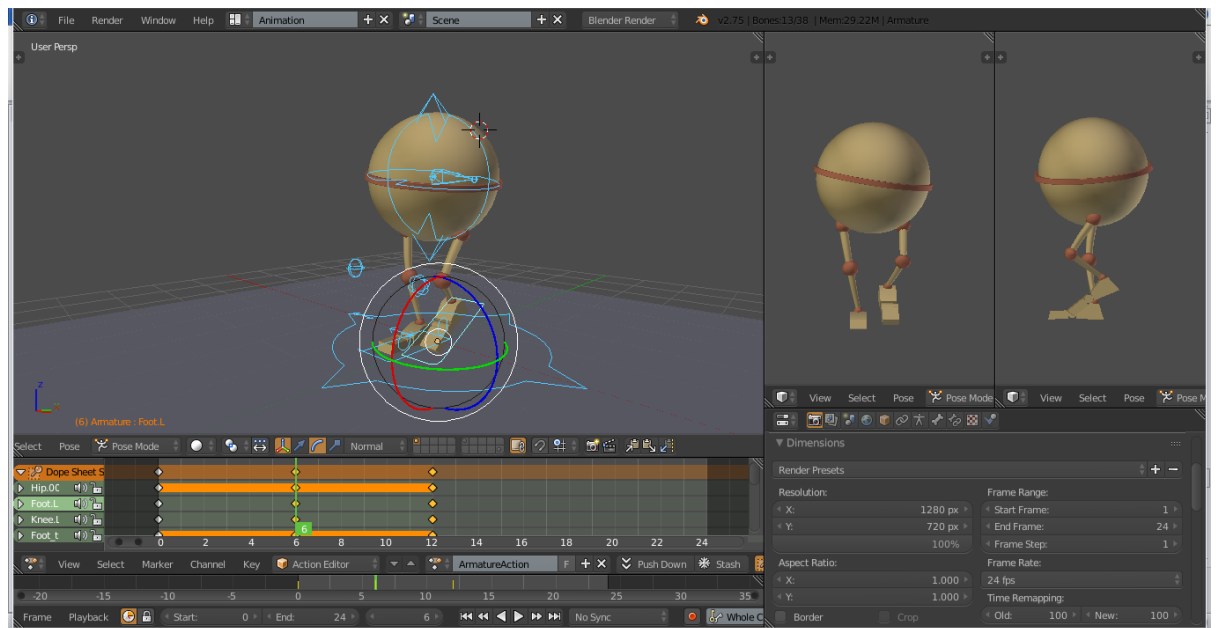 File Render Window Help Animation Scene Blender Render v2.75 | Bones:13/38 | Mem:29.22M | Armature
User Persp
z
(6) Armature : Foot.L
View Select Pose Pose Mode View Select Pose Pose M
Select Pose Pose Mode Normal
Dimensions
Render Presets
Resolution: Frame Range:
X: 1280 px Start Frame: 1
Y: 720 px End Frame: 24
100% Frame Step: 1
Aspect Ratio: Frame Rate:
X: 1.000 24 fps
Y: 1.000 Time Remapping:
Border Crop Old: 100 New: 100
Dope Sheet S
Hip.0C
Foot.L
Knee.L
Foot_t
6
0 2 4 6 8 10 12 14 16 18 20 22 24
View Select Marker Channel Key Action Editor ArmatureAction F Push Down Stash
-20 -15 -10 -5 0 5 10 15 20 25 30 35
Frame Playback Start: 0 End: 24 6 No Sync Whole C